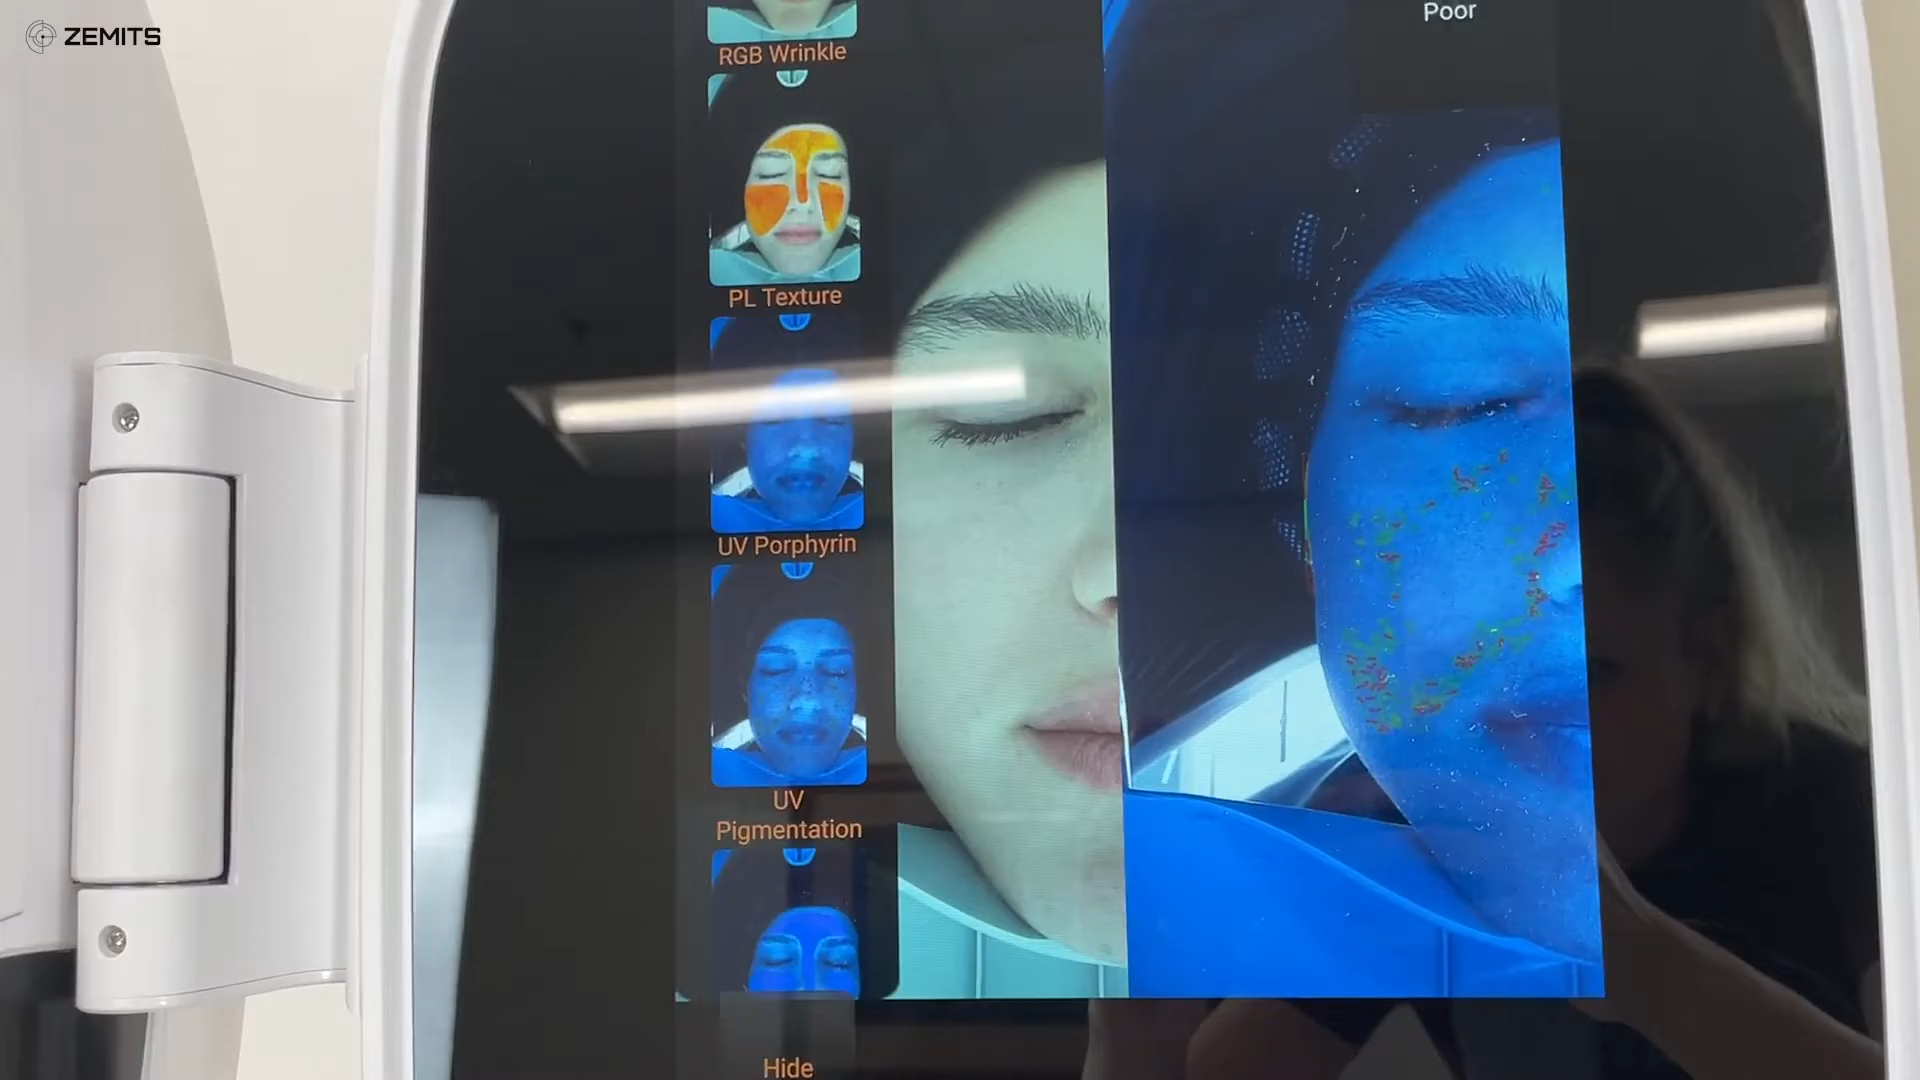 ZEMITS
Poor
RGB Wrinkle
PL Texture
UV Porphyrin
UV
Pigmentation
Hide